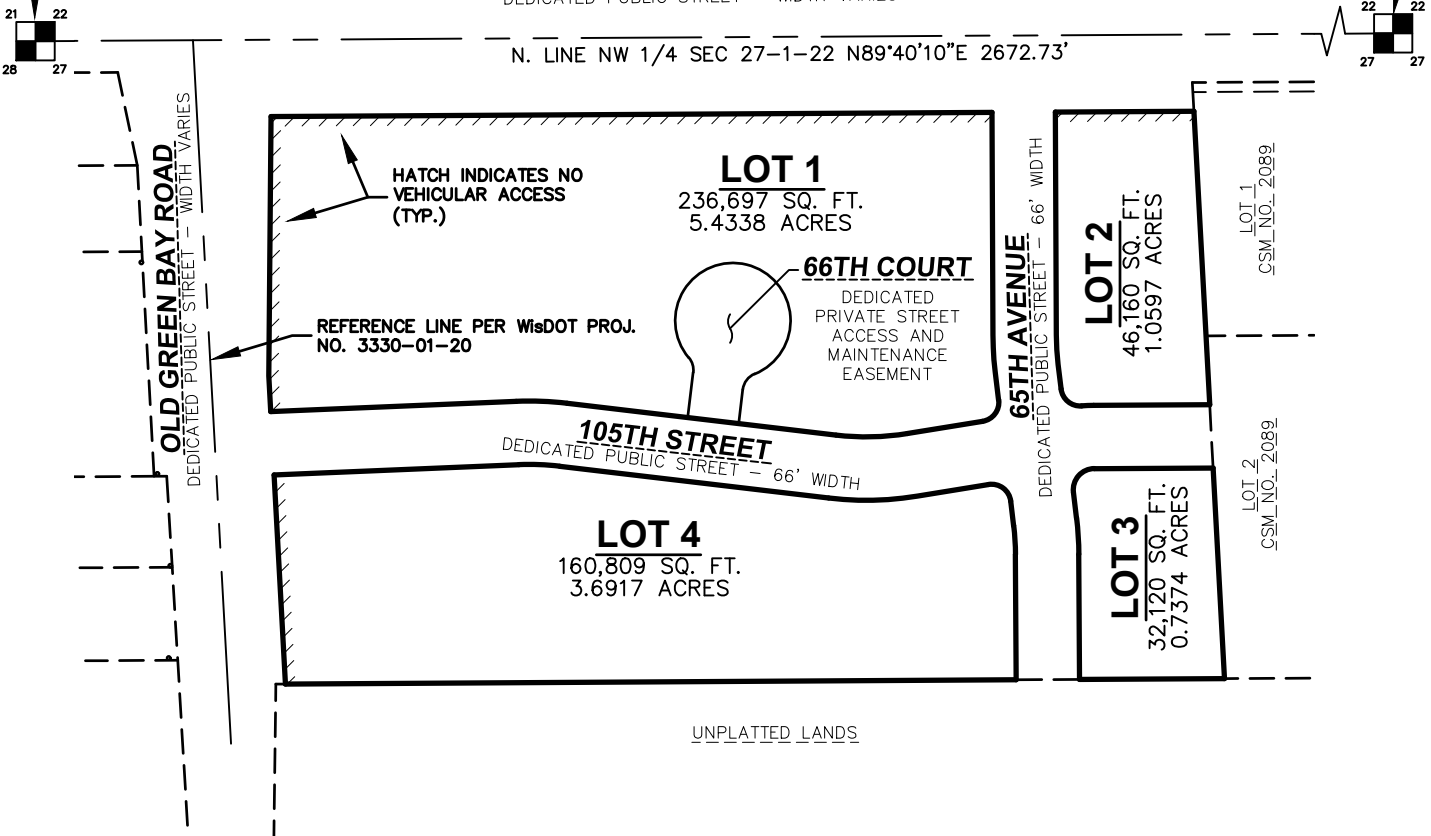 21 22
28 27
22 22
27 27
N. LINE NW 1/4 SEC 27-1-22 N89°40'10"E 2672.73'
OLD GREEN BAY ROAD
DEDICATED PUBLIC STREET - WIDTH VARIES
HATCH INDICATES NO
VEHICULAR ACCESS
(TYP.)
REFERENCE LINE PER WisDOT PROJ.
NO. 3330-01-20
LOT 1
236,697 SQ. FT.
5.4338 ACRES
66TH COURT
DEDICATED
PRIVATE STREET
ACCESS AND
MAINTENANCE
EASEMENT
65TH AVENUE
DEDICATED PUBLIC STREET - 66' WIDTH
LOT 2
46,160 SQ. FT.
1.0597 ACRES
LOT 1
CSM NO. 2089
105TH STREET
DEDICATED PUBLIC STREET - 66' WIDTH
LOT 4
160,809 SQ. FT.
3.6917 ACRES
LOT 3
32,120 SQ. FT.
0.7374 ACRES
LOT 2
CSM NO. 2089
UNPLATTED LANDS